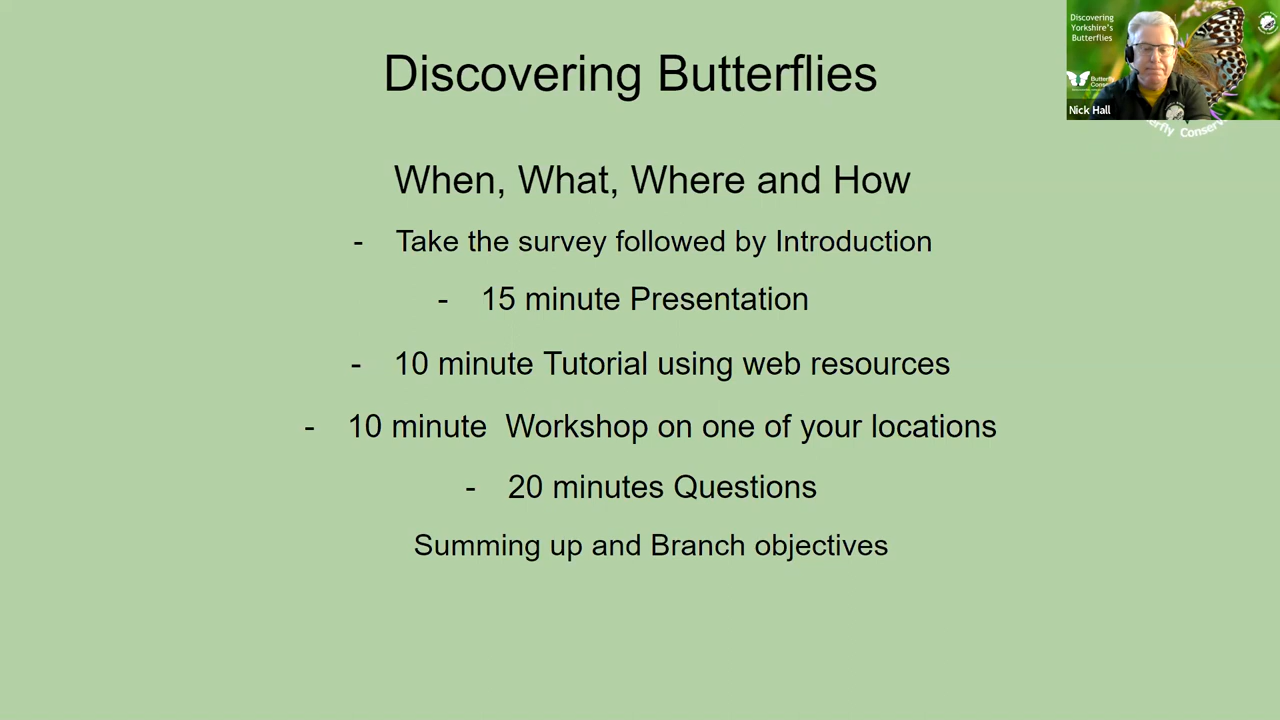 Discovering Butterflies
When, What, Where and How
- Take the survey followed by Introduction
- 15 minute Presentation
- 10 minute Tutorial using web resources
- 10 minute  Workshop on one of your locations
- 20 minutes Questions
Summing up and Branch objectives
Discovering
Yorkshire's
Butterflies
Nick Hall